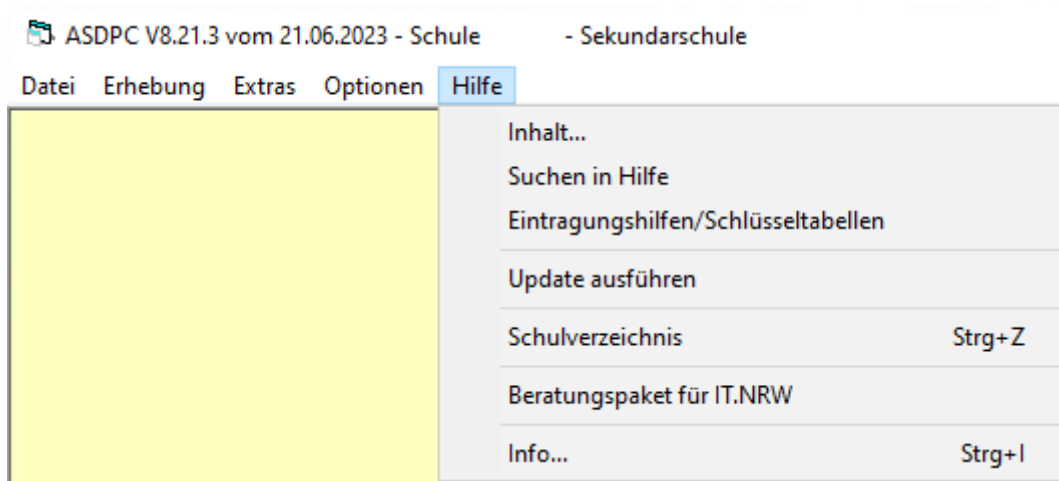 ASDPC V8.21.3 vom 21.06.2023 - Schule - Sekundarschule
Datei Erhebung Extras Optionen Hilfe
Inhalt...
Suchen in Hilfe
Eintragungshilfen/Schlüsseltabellen
Update ausführen
Schulverzeichnis Strg+Z
Beratungspaket für IT.NRW
Info... Strg+I